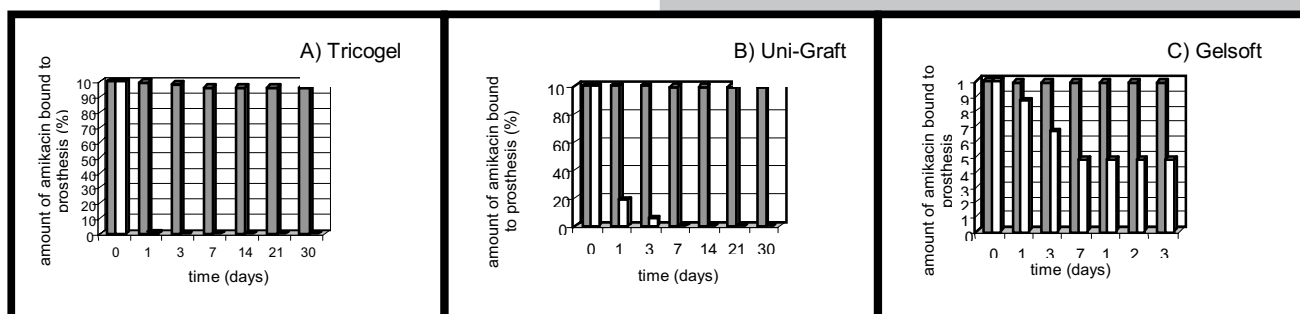 A) Tricogel
amount of amikacin bound to
prosthesis (%)
10
90
80
70
60
50
40
30
20
10
0
0 1 3 7 14 21 30
time (days)
B) Uni-Graft
amount of amikacin bound
to prosthesis (%)
10
80
60
40
20
0
0 1 3 7 14 21 30
time (days)
C) Gelsoft
amount of amikacin bound to
prosthesis
1
9
8
7
6
5
4
3
2
1
0
0 1 3 7 1 2 3
time (days)